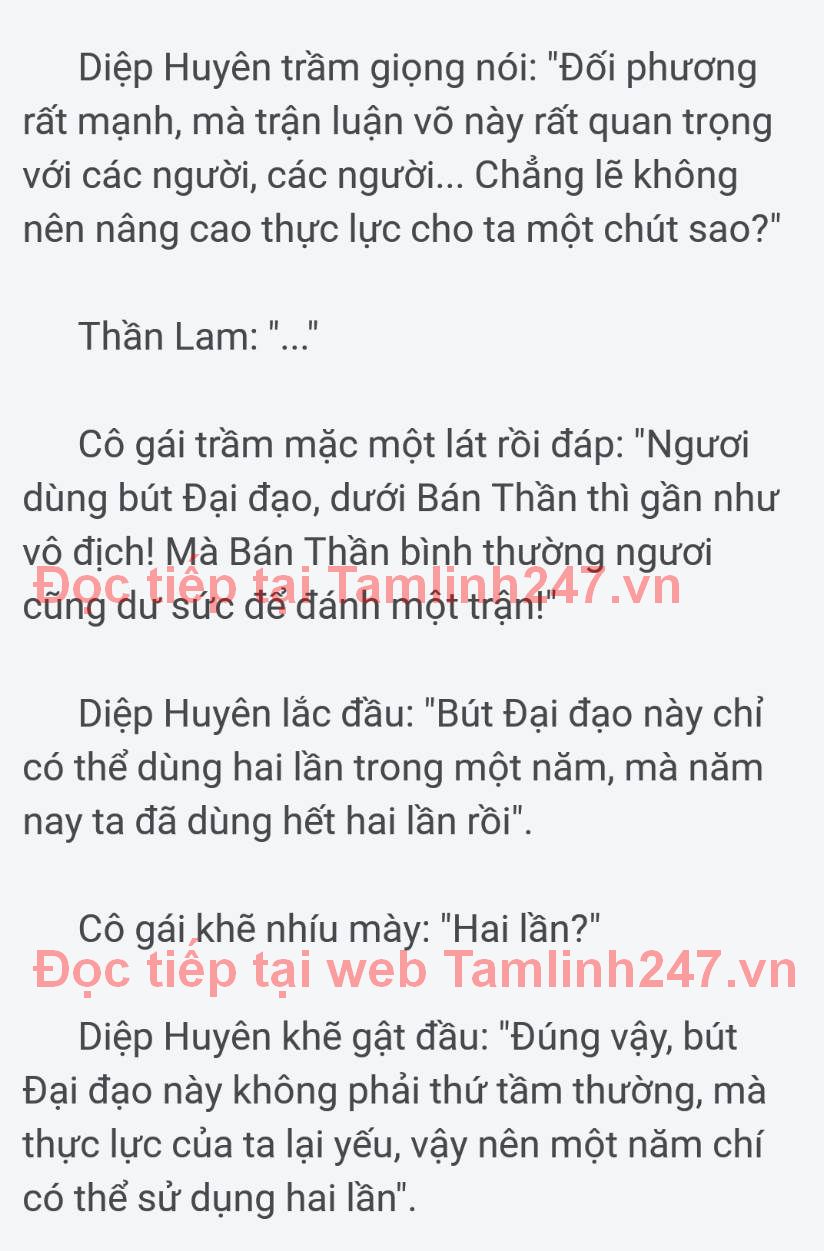 Diệp Huyên trầm giọng nói: "Đối phương
rất mạnh, mà trận luận võ này rất quan trọng
với các người, các người... Chẳng lẽ không
nên nâng cao thực lực cho ta một chút sao?"
Thần Lam: "..."
Cô gái trầm mặc một lát rồi đáp: "Ngươi
dùng bút Đại đạo, dưới Bán Thần thì gần như
vô địch! Mà Bán Thần bình thường ngươi
Đọc tiếp tại Tamlinh247.vn
cũng dư sức để đánh một trận!"
Diệp Huyên lắc đầu: "Bút Đại đạo này chỉ
có thể dùng hai lần trong một năm, mà năm
nay ta đã dùng hết hai lần rồi".
Cô gái khẽ nhíu mày: "Hai lần?"
Đọc tiếp tại web Tamlinh247.vn
Diệp Huyên khẽ gật đầu: "Đúng vậy, bút
Đại đạo này không phải thứ tầm thường, mà
thực lực của ta lại yếu, vậy nên một năm chí
có thể sử dụng hai lần".